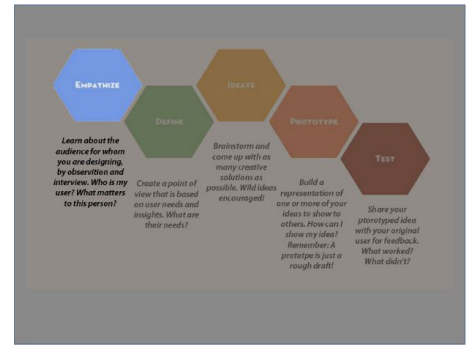 EMPATHIZE
Learn about the
audience for whom
you are designing,
by observition and
interview. Who is my
user? What matters
to this person?
DEFINE
Create a point of
view that is based
on user needs and
insights. What are
their needs?
IDEATE
Brainstorm and
come up with as
many creative
solutions as
possible. Wild ideas
encouraged!
PROTOTYPE
Build a
representation of
one or more of your
ideas to show to
others. How can I
show my idea?
Remember: A
prototpe is just a
rough draft!
TEST
Share your
ptorotyped idea
with your original
user for feedback.
What worked?
What didn't?